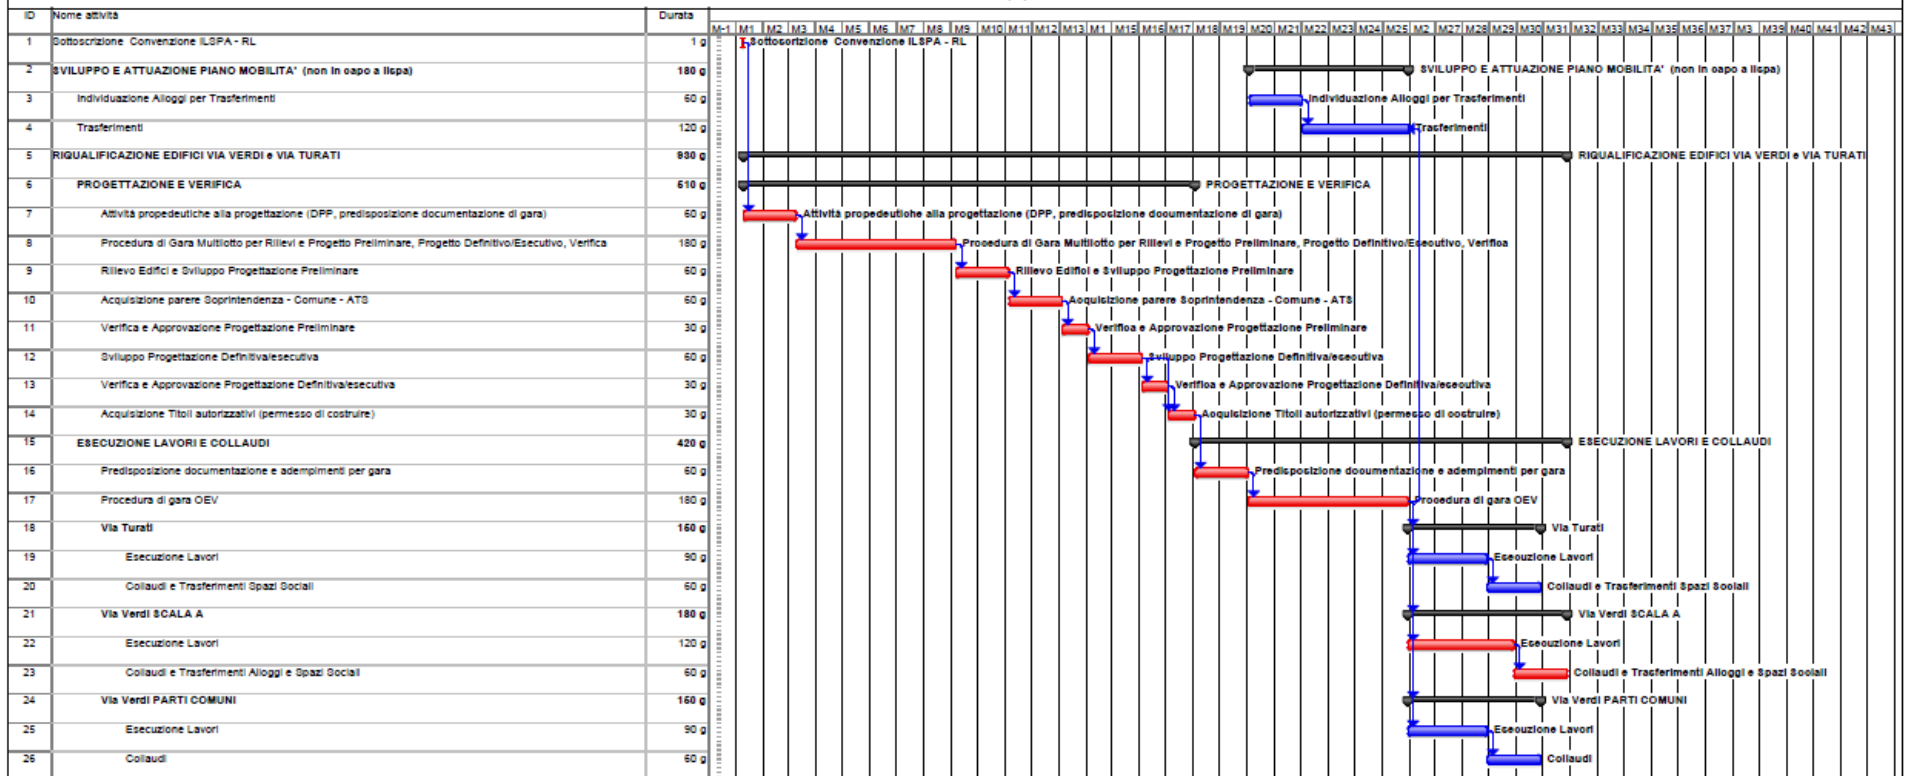 ID Nome attività Durata
M-1 M1 M2 M3 M4 M5 M6 M7 M8 M9 M10 M11 M12 M13 M1 M15 M16 M17 M18 M19 M20 M21 M22 M23 M24 M25 M2 M27 M28 M29 M30 M31 M32 M33 M34 M35 M36 M37 M3 M39 M40 M41 M42 M43
1 Sottoscrizione Convenzione ILSPA - RL 1 g Sottoscrizione Convenzione ILSPA - RL
2 SVILUPPO E ATTUAZIONE PIANO MOBILITA' (non in capo a Ilspa) 180 g SVILUPPO E ATTUAZIONE PIANO MOBILITA' (non in capo a Ilspa)
3 Individuazione Alloggi per Trasferimenti 60 g Individuazione Alloggi per Trasferimenti
4 Trasferimenti 120 g Trasferimenti
5 RIQUALIFICAZIONE EDIFICI VIA VERDI e VIA TURATI 930 g RIQUALIFICAZIONE EDIFICI VIA VERDI e VIA TURATI
6 PROGETTAZIONE E VERIFICA 510 g PROGETTAZIONE E VERIFICA
7 Attività propedeutiche alla progettazione (DPP, predisposizione documentazione di gara) 60 g Attività propedeutiche alla progettazione (DPP, predisposizione documentazione di gara)
8 Procedura di Gara Multilotto per Rilievi e Progetto Preliminare, Progetto Definitivo/Esecutivo, Verifica 180 g Procedura di Gara Multilotto per Rilievi e Progetto Preliminare, Progetto Definitivo/Esecutivo, Verifica
9 Rilievo Edifici e Sviluppo Progettazione Preliminare 60 g Rilievo Edifici e Sviluppo Progettazione Preliminare
10 Acquisizione parere Soprintendenza - Comune - ATS 60 g Acquisizione parere Soprintendenza - Comune - ATS
11 Verifica e Approvazione Progettazione Preliminare 30 g Verifica e Approvazione Progettazione Preliminare
12 Sviluppo Progettazione Definitiva/esecutiva 60 g Sviluppo Progettazione Definitiva/esecutiva
13 Verifica e Approvazione Progettazione Definitiva/esecutiva 30 g Verifica e Approvazione Progettazione Definitiva/esecutiva
14 Acquisizione Titoli autorizzativi (permesso di costruire) 30 g Acquisizione Titoli autorizzativi (permesso di costruire)
15 ESECUZIONE LAVORI E COLLAUDI 420 g ESECUZIONE LAVORI E COLLAUDI
16 Predisposizione documentazione e adempimenti per gara 60 g Predisposizione documentazione e adempimenti per gara
17 Procedura di gara OEV 180 g Procedura di gara OEV
18 Via Turati 150 g Via Turati
19 Esecuzione Lavori 90 g Esecuzione Lavori
20 Collaudi e Trasferimenti Spazi Sociali 60 g Collaudi e Trasferimenti Spazi Sociali
21 Via Verdi SCALA A 180 g Via Verdi SCALA A
22 Esecuzione Lavori 120 g Esecuzione Lavori
23 Collaudi e Trasferimenti Alloggi e Spazi Sociali 60 g Collaudi e Trasferimenti Alloggi e Spazi Sociali
24 Via Verdi PARTI COMUNI 150 g Via Verdi PARTI COMUNI
25 Esecuzione Lavori 90 g Esecuzione Lavori
26 Collaudi 60 g Collaudi